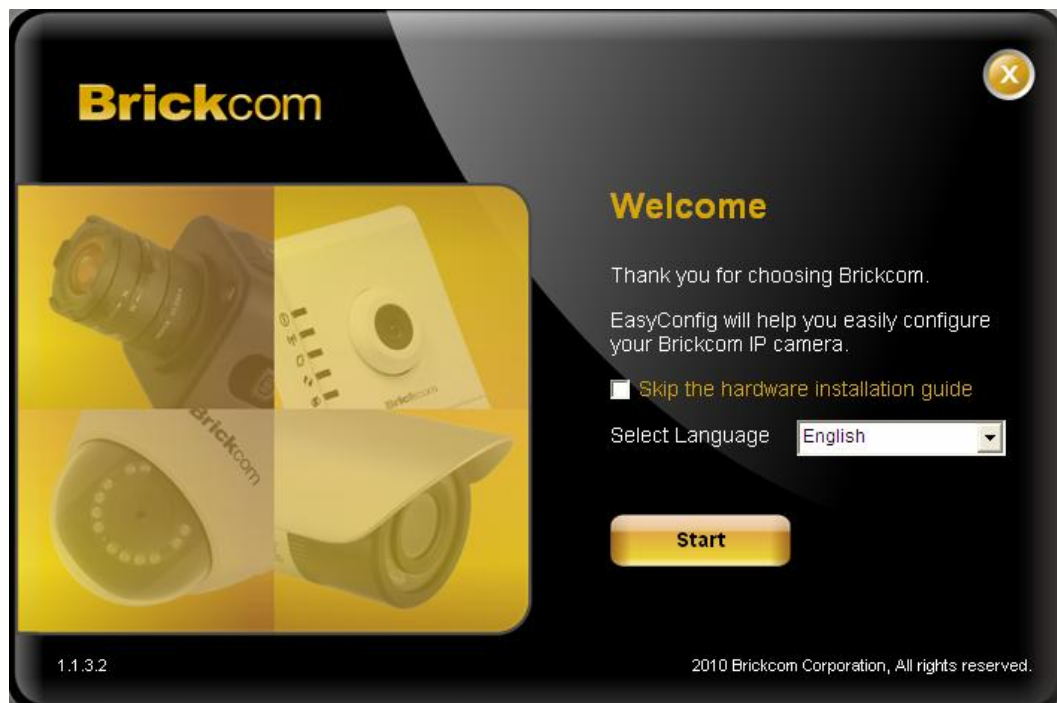 Brickcom
X
Welcome
Thank you for choosing Brickcom.
EasyConfig will help you easily configure
your Brickcom IP camera.
Skip the hardware installation guide
Select Language English
Brickcom
Brickcom
Start
1.1.3.2
2010 Brickcom Corporation, All rights reserved.